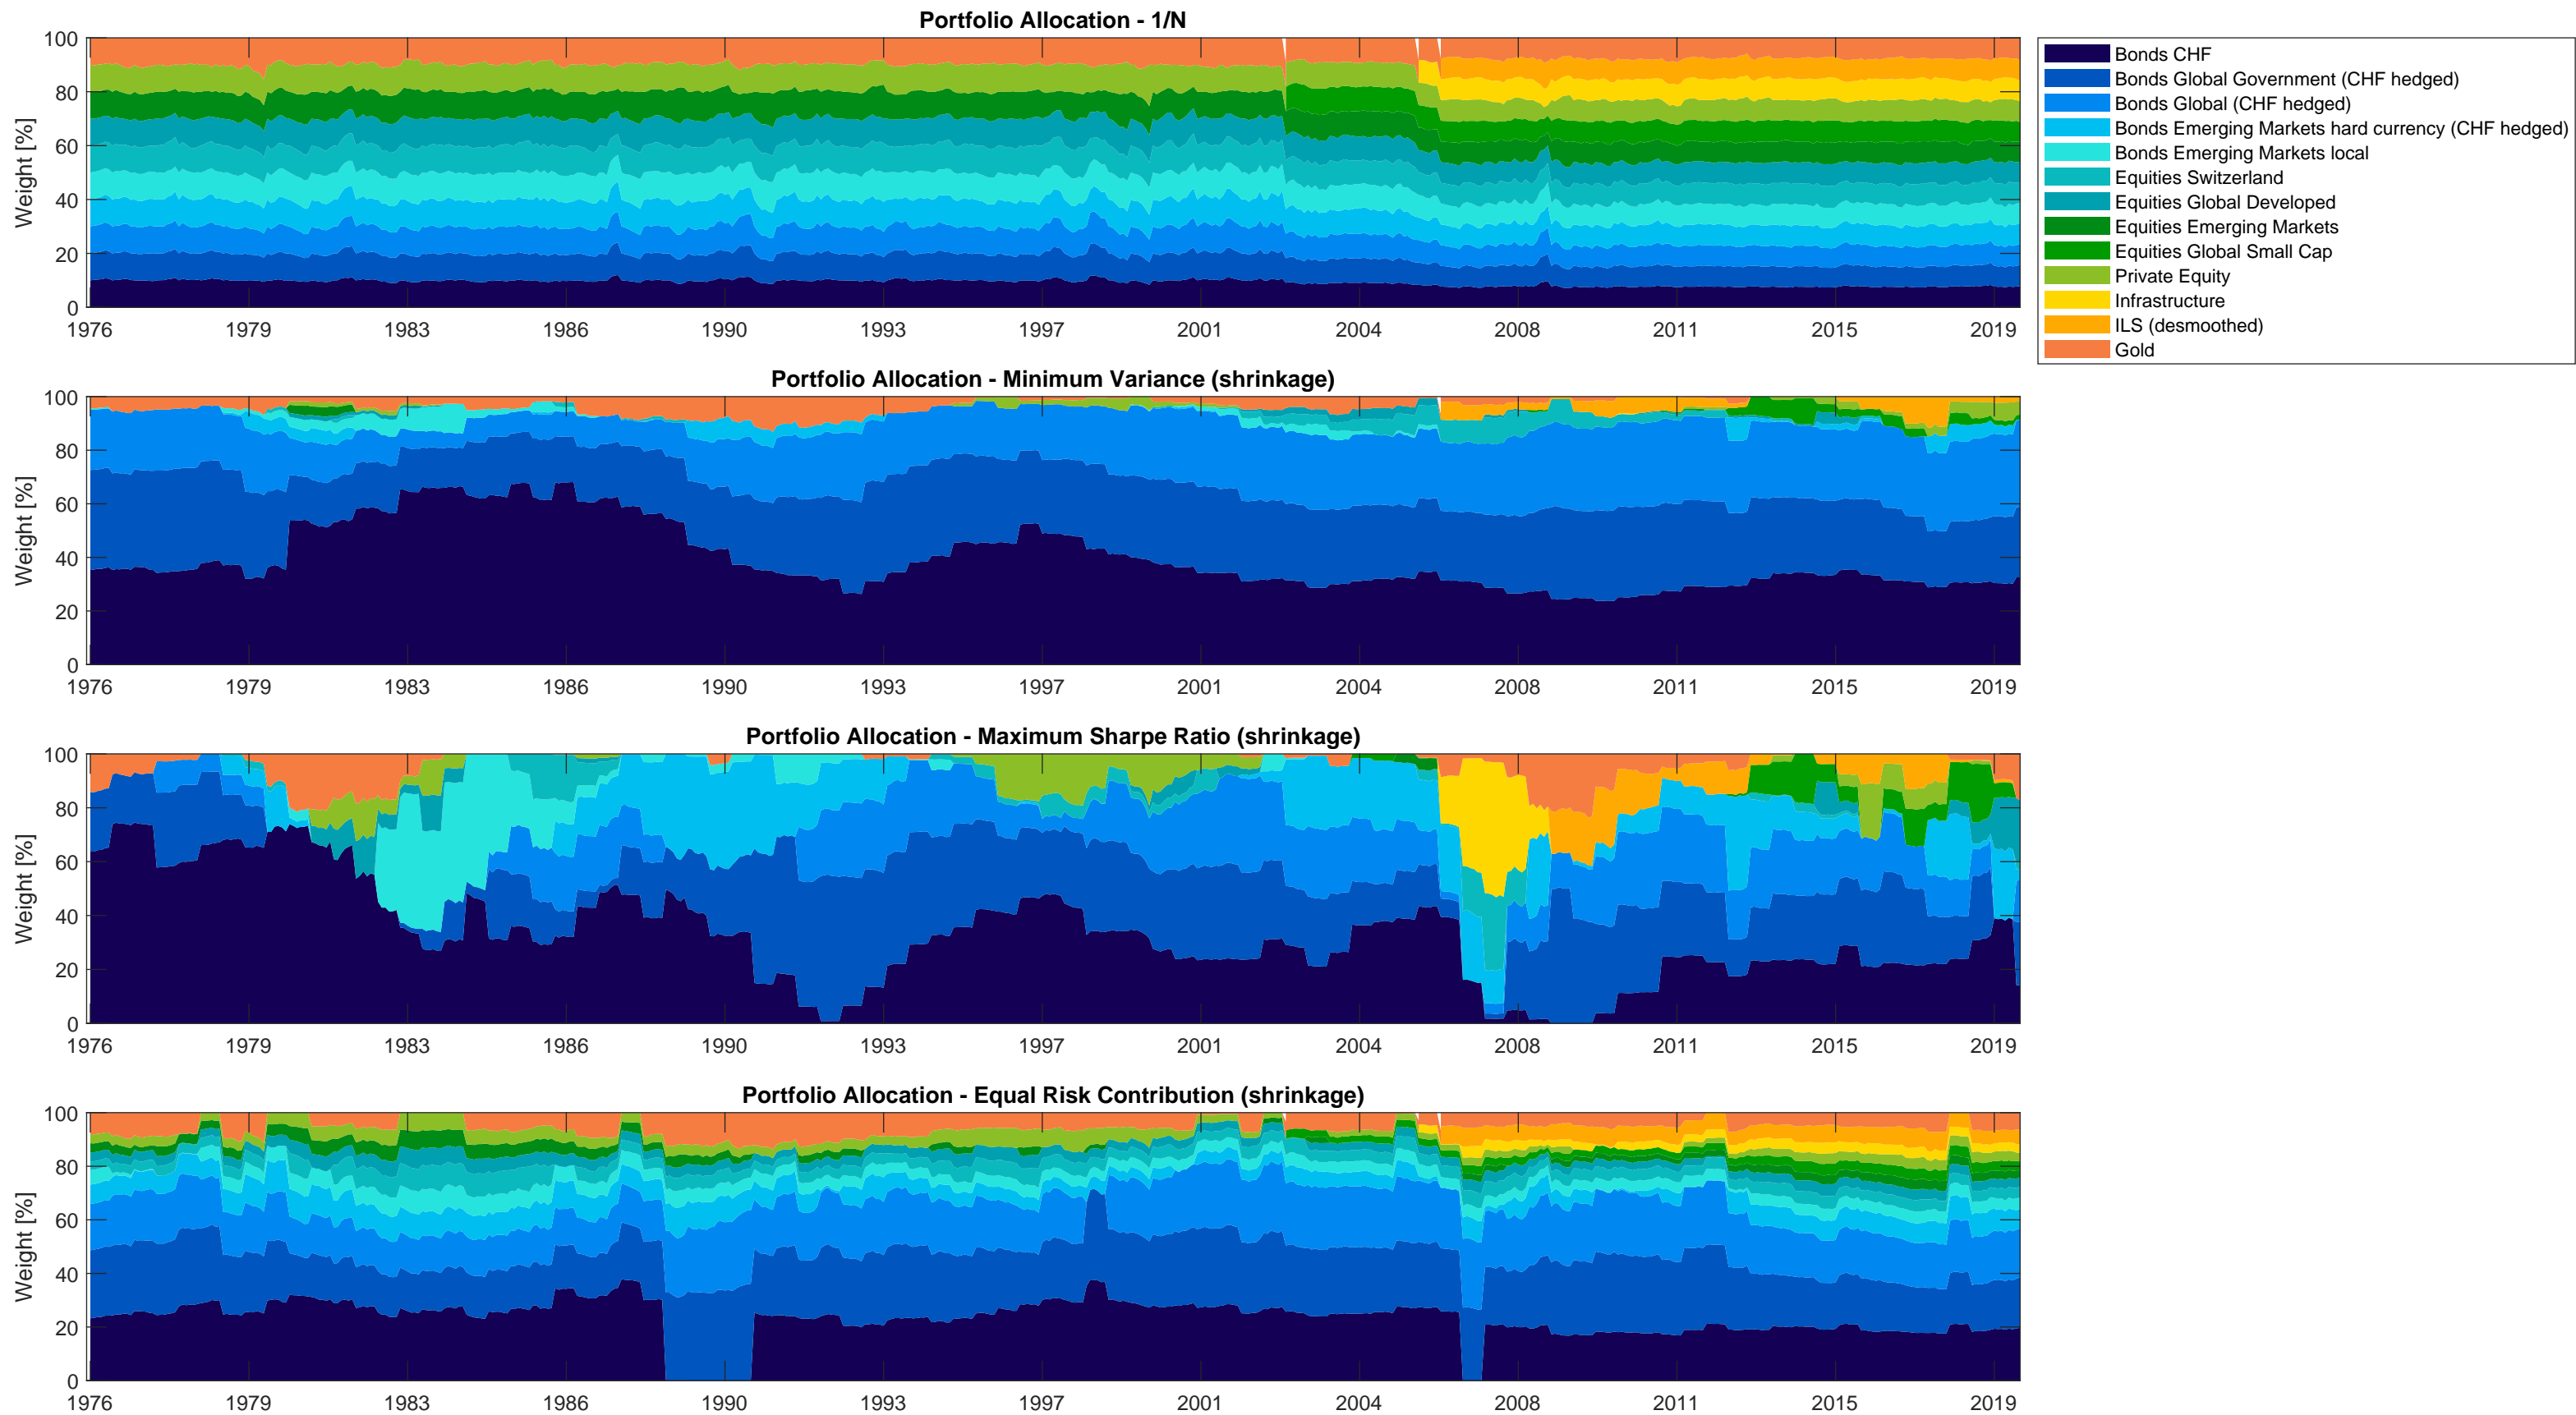 Portfolio Allocation - 1/N
Weight [%]
100
80
60
40
20
0
1976 1979 1983 1986 1990 1993 1997 2001 2004 2008 2011 2015 2019
Bonds CHF
Bonds Global Government (CHF hedged)
Bonds Global (CHF hedged)
Bonds Emerging Markets hard currency (CHF hedged)
Bonds Emerging Markets local
Equities Switzerland
Equities Global Developed
Equities Emerging Markets
Equities Global Small Cap
Private Equity
Infrastructure
ILS (desmoothed)
Gold
Portfolio Allocation - Minimum Variance (shrinkage)
Weight [%]
100
80
60
40
20
0
1976 1979 1983 1986 1990 1993 1997 2001 2004 2008 2011 2015 2019
Portfolio Allocation - Maximum Sharpe Ratio (shrinkage)
Weight [%]
100
80
60
40
20
0
1976 1979 1983 1986 1990 1993 1997 2001 2004 2008 2011 2015 2019
Portfolio Allocation - Equal Risk Contribution (shrinkage)
Weight [%]
100
80
60
40
20
0
1976 1979 1983 1986 1990 1993 1997 2001 2004 2008 2011 2015 2019